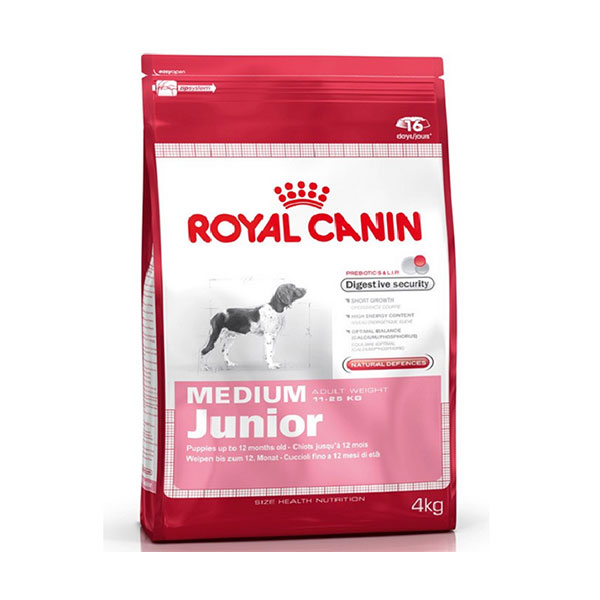 easyopen
zipsystem
16
days/jours*
ROYAL CANIN
PREBIOTICS & L.I.P.
Digestive security
SHORT GROWTH
HIGH ENERGY CONTENT
OPTIMAL BALANCE
(CALCIUM/PHOSPHORUS)
NATURAL DEFENCES
MEDIUM ADULT WEIGHT
11-25 KG
Junior
Puppies up to 12 months old - Chiots jusqu'à 12 mois
Welpen bis zum 12. Monat - Cuccioli fino a 12 mesi di età
SIZE HEALTH NUTRITION
4kg